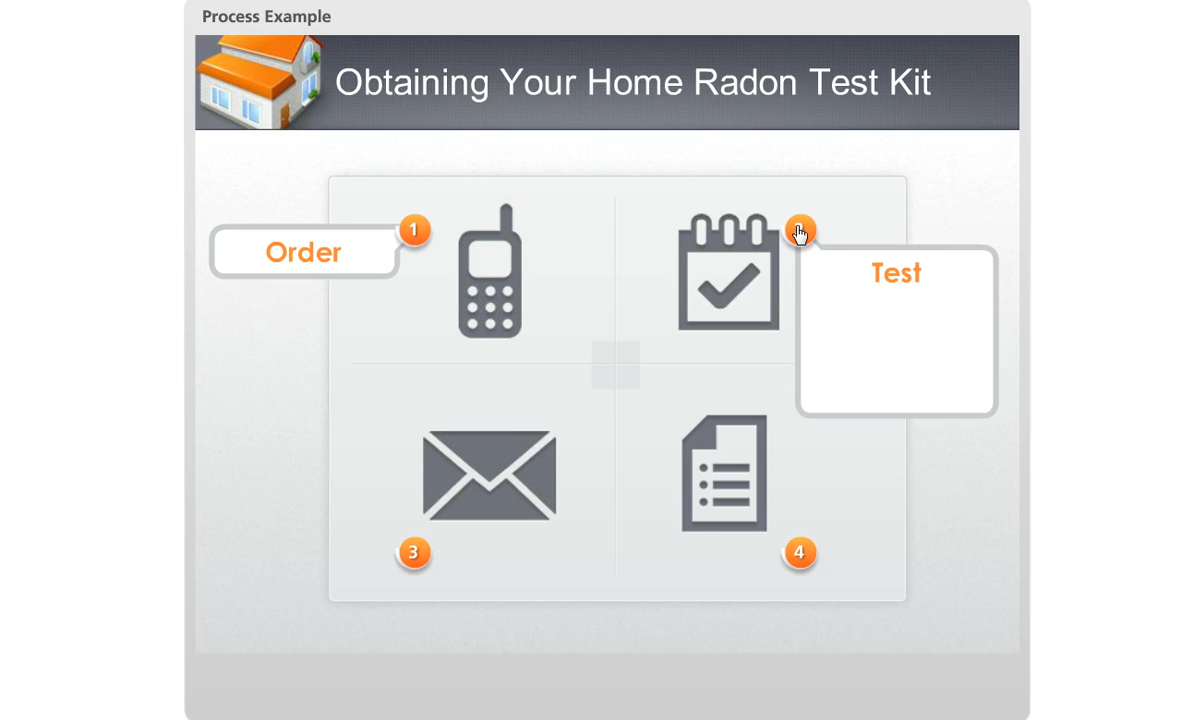 Process Example
Obtaining Your Home Radon Test Kit
1
Order
Test
3
4